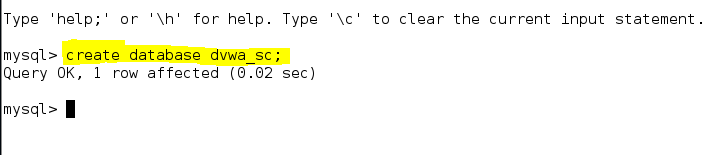 Type 'help;' or '\h' for help. Type '\c' to clear the current input statement.
mysql> create database dvwa_sc;
Query OK, 1 row affected (0.02 sec)
mysql>